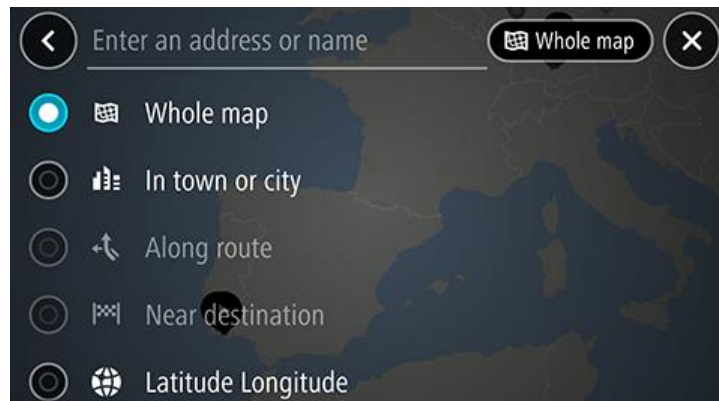 Enter an address or name
Whole map
Whole map
In town or city
Along route
Near destination
Latitude Longitude